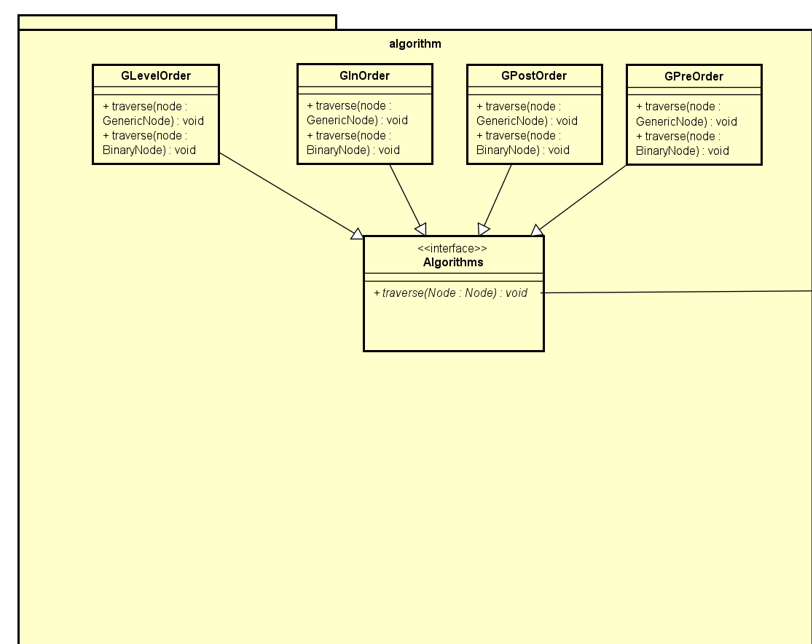 algorithm
GLevelOrder
+ traverse(node :
GenericNode) : void
+ traverse(node :
BinaryNode) : void
GInOrder
+ traverse(node :
GenericNode) : void
+ traverse(node :
BinaryNode) : void
GPostOrder
+ traverse(node :
GenericNode) : void
+ traverse(node :
BinaryNode) : void
GPreOrder
+ traverse(node :
GenericNode) : void
+ traverse(node :
BinaryNode) : void
<<interface>>
Algorithms
+ traverse(Node : Node) : void